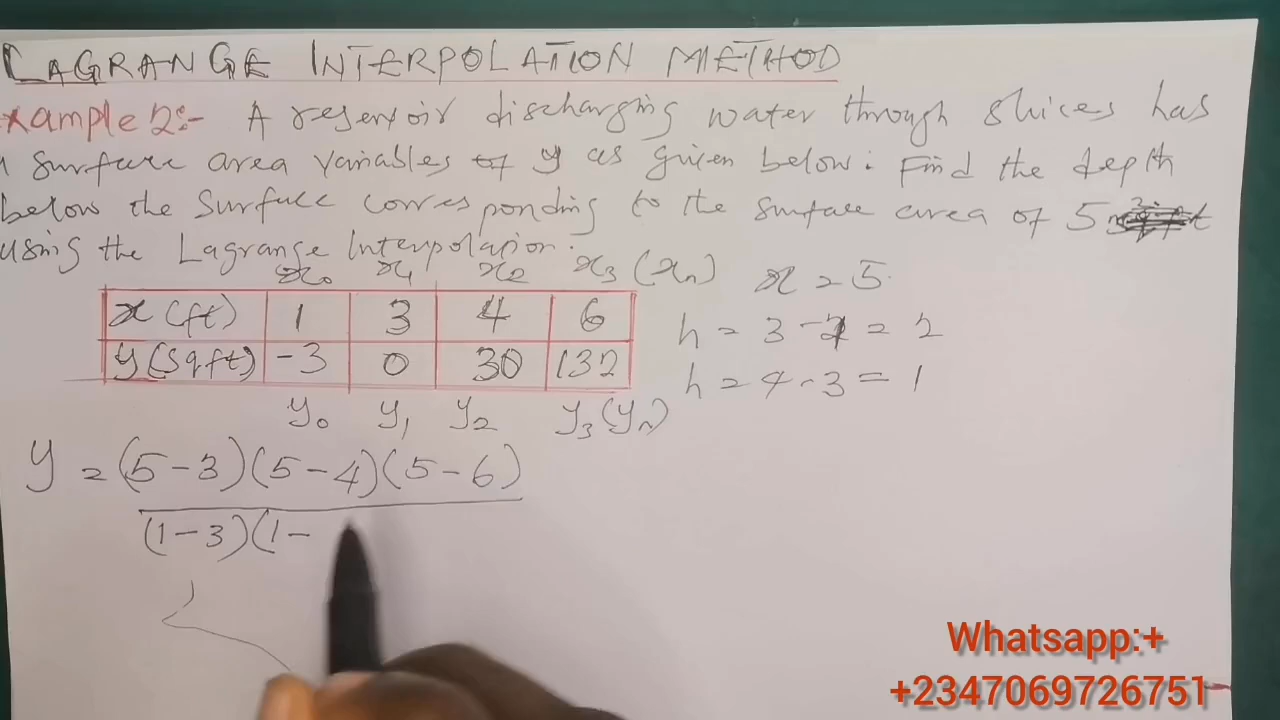 LAGRANGE INTERPOLATION METHOD
Example 2:- A reservoir discharging water through sluices has
a surface area variables of y as given below: Find the depth
below the surface corresponding to the surface area of 5
using the Lagrange Interpolation.
x0 x1 x2 x3 (xn) x = 5
x (ft) 1 3 4 6 h = 3 - 1 = 2
y (sqft) -3 0 30 132 h = 4 - 3 = 1
y0 y1 y2 y3 (yn)
y = (5-3)(5-4)(5-6)
(1-3)(1-
Whatsapp:+
+2347069726751